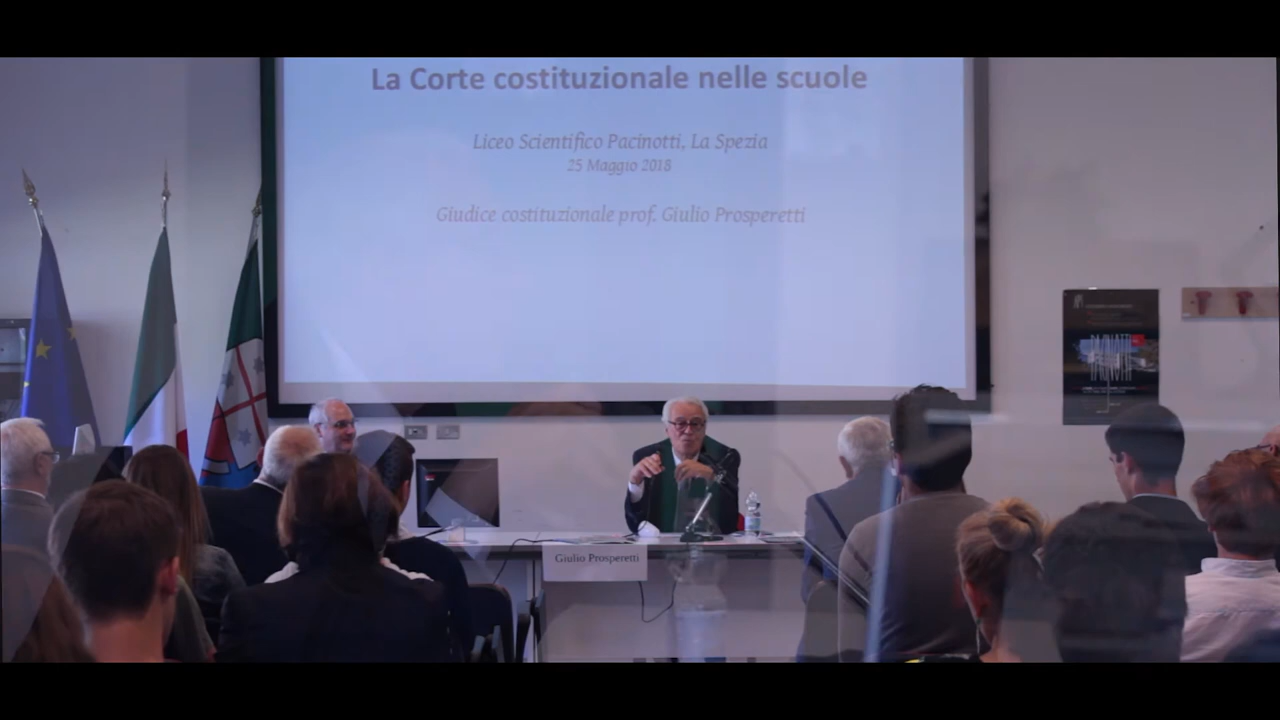 La Corte costituzionale nelle scuole
Liceo Scientifico Pacinotti, La Spezia
25 Maggio 2018
Giudice costituzionale prof. Giulio Prosperetti
Giulio Prosperetti